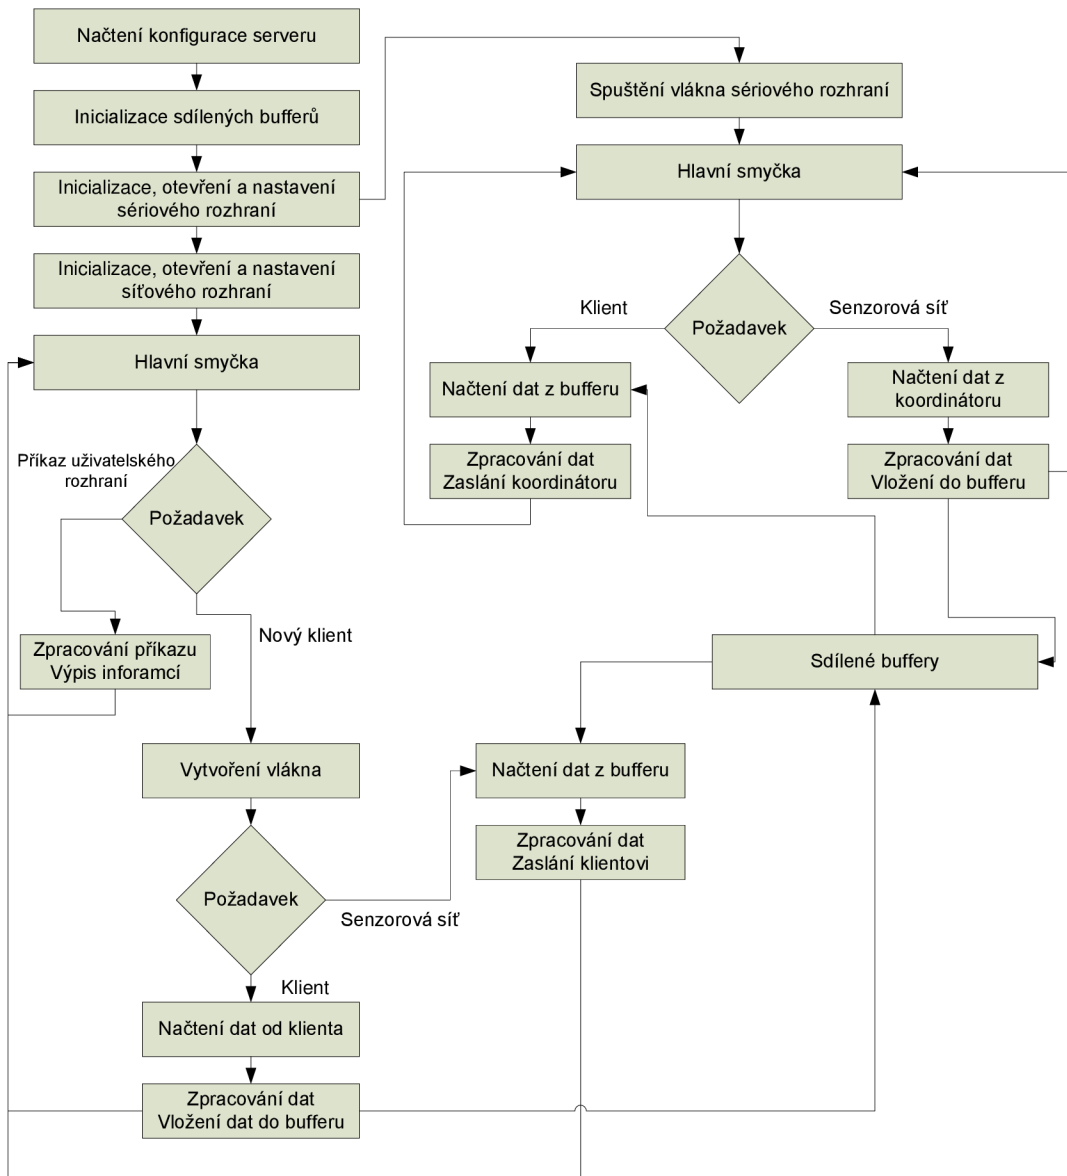 Načtení konfigurace serveru
Inicializace sdílených bufferů
Inicializace, otevření a nastavení
sériového rozhraní
Inicializace, otevření a nastavení
síťového rozhraní
Hlavní smyčka
Příkaz uživatelského
rozhraní
Požadavek
Zpracování příkazu
Výpis inforamcí
Nový klient
Vytvoření vlákna
Požadavek
Senzorová síť
Klient
Načtení dat od klienta
Zpracování dat
Vložení dat do bufferu
Načtení dat z bufferu
Zpracování dat
Zaslání klientovi
Spuštění vlákna sériového rozhraní
Hlavní smyčka
Požadavek
Klient
Senzorová síť
Načtení dat z bufferu
Zpracování dat
Zaslání koordinátoru
Načtení dat z
koordinátoru
Zpracování dat
Vložení do bufferu
Sdílené buffery